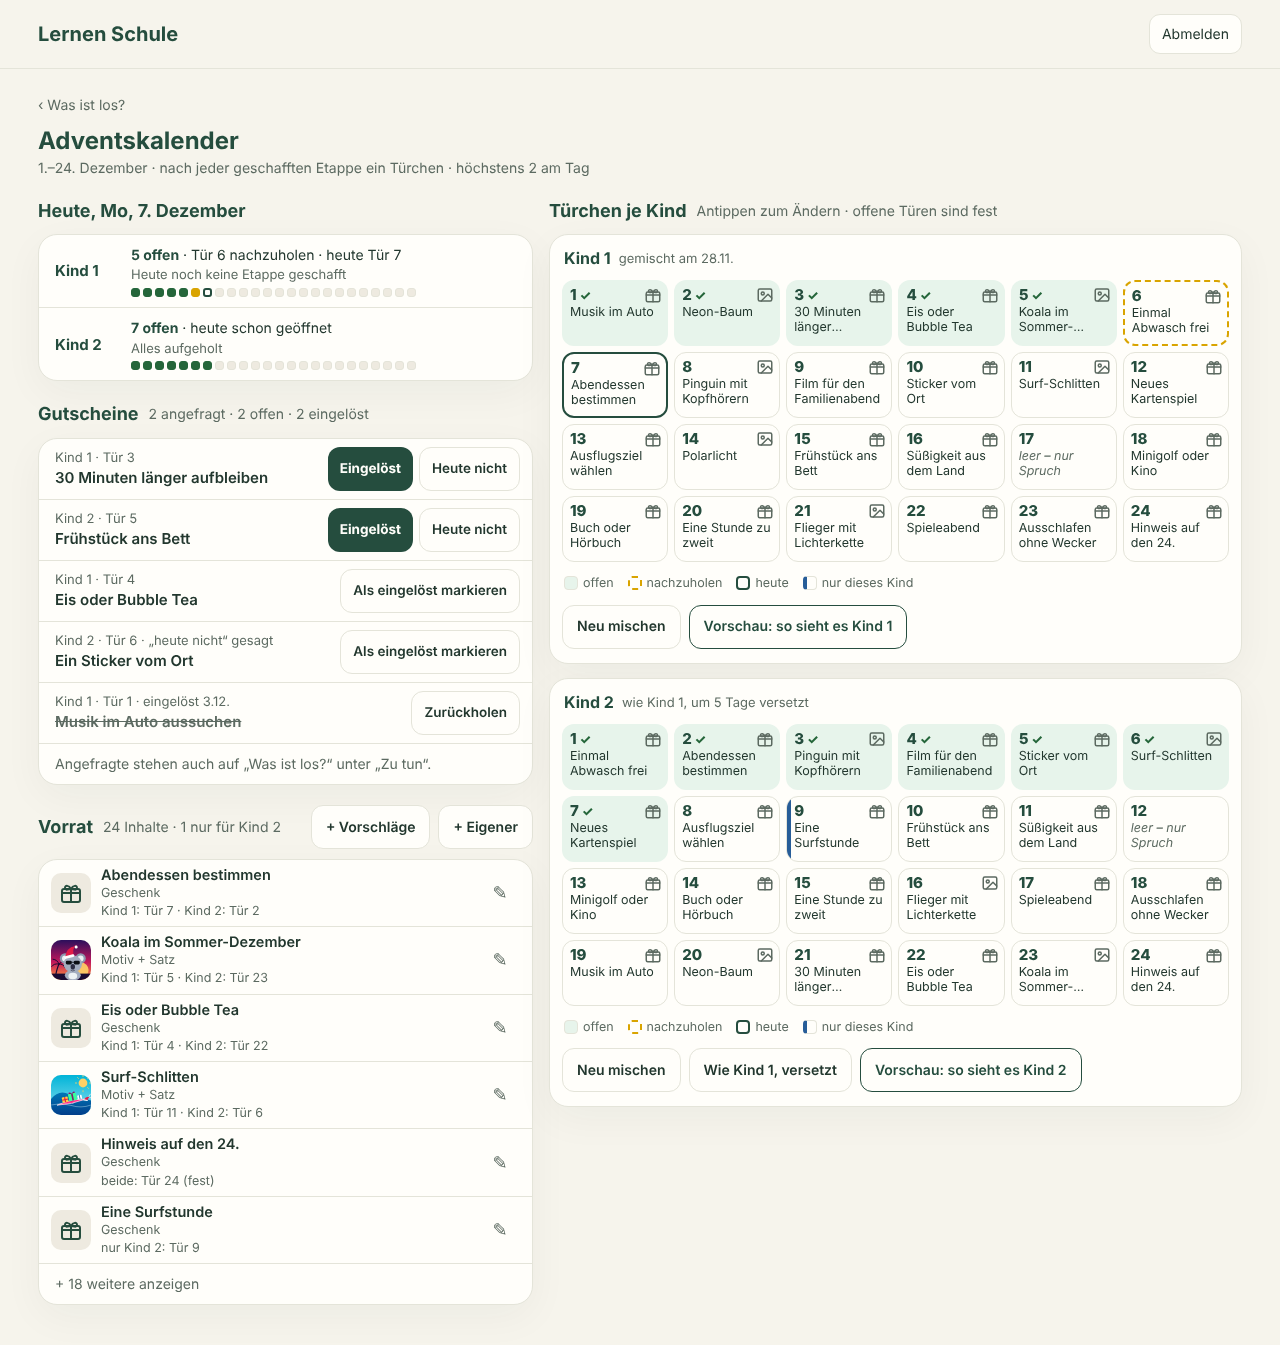 Lernen Schule
Abmelden
‹ Was ist los?
Adventskalender
1.–24. Dezember · nach jeder geschafften Etappe ein Türchen · höchstens 2 am Tag
Heute, Mo, 7. Dezember
Kind 1
5 offen · Tür 6 nachzuholen · heute Tür 7
Heute noch keine Etappe geschafft
Kind 2
7 offen · heute schon geöffnet
Alles aufgeholt
Gutscheine 2 angefragt · 2 offen · 2 eingelöst
Kind 1 · Tür 3
30 Minuten länger aufbleiben
Eingelöst
Heute nicht
Kind 2 · Tür 5
Frühstück ans Bett
Eingelöst
Heute nicht
Kind 1 · Tür 4
Eis oder Bubble Tea
Als eingelöst markieren
Kind 2 · Tür 6 · „heute nicht“ gesagt
Ein Sticker vom Ort
Als eingelöst markieren
Kind 1 · Tür 1 · eingelöst 3.12.
Musik im Auto aussuchen
Zurückholen
Angefragte stehen auch auf „Was ist los?“ unter „Zu tun“.
Vorrat 24 Inhalte · 1 nur für Kind 2
+ Vorschläge
+ Eigener
Abendessen bestimmen
Geschenk
Kind 1: Tür 7 · Kind 2: Tür 2
Koala im Sommer-Dezember
Motiv + Satz
Kind 1: Tür 5 · Kind 2: Tür 23
Eis oder Bubble Tea
Geschenk
Kind 1: Tür 4 · Kind 2: Tür 22
Surf-Schlitten
Motiv + Satz
Kind 1: Tür 11 · Kind 2: Tür 6
Hinweis auf den 24.
Geschenk
beide: Tür 24 (fest)
Eine Surfstunde
Geschenk
nur Kind 2: Tür 9
+ 18 weitere anzeigen
Türchen je Kind Antippen zum Ändern · offene Türen sind fest
Kind 1 gemischt am 28.11.
1 ✓
Musik im Auto
2 ✓
Neon-Baum
3 ✓
30 Minuten
länger…
4 ✓
Eis oder
Bubble Tea
5 ✓
Koala im
Sommer-…
6
Einmal
Abwasch frei
7
Abendessen
bestimmen
8
Pinguin mit
Kopfhörern
9
Film für den
Familienabend
10
Sticker vom
Ort
11
Surf-Schlitten
12
Neues
Kartenspiel
13
Ausflugsziel
wählen
14
Polarlicht
15
Frühstück ans
Bett
16
Süßigkeit aus
dem Land
17
leer – nur
Spruch
18
Minigolf oder
Kino
19
Buch oder
Hörbuch
20
Eine Stunde zu
zweit
21
Flieger mit
Lichterkette
22
Spieleabend
23
Ausschlafen
ohne Wecker
24
Hinweis auf
den 24.
offen nachzuholen heute nur dieses Kind
Neu mischen
Vorschau: so sieht es Kind 1
Kind 2 wie Kind 1, um 5 Tage versetzt
1 ✓
Einmal
Abwasch frei
2 ✓
Abendessen
bestimmen
3 ✓
Pinguin mit
Kopfhörern
4 ✓
Film für den
Familienabend
5 ✓
Sticker vom
Ort
6 ✓
Surf-Schlitten
7 ✓
Neues
Kartenspiel
8
Ausflugsziel
wählen
9
Eine
Surfstunde
10
Frühstück ans
Bett
11
Süßigkeit aus
dem Land
12
leer – nur
Spruch
13
Minigolf oder
Kino
14
Buch oder
Hörbuch
15
Eine Stunde zu
zweit
16
Flieger mit
Lichterkette
17
Spieleabend
18
Ausschlafen
ohne Wecker
19
Musik im Auto
20
Neon-Baum
21
30 Minuten
länger…
22
Eis oder
Bubble Tea
23
Koala im
Sommer-…
24
Hinweis auf
den 24.
offen nachzuholen heute nur dieses Kind
Neu mischen
Wie Kind 1, versetzt
Vorschau: so sieht es Kind 2